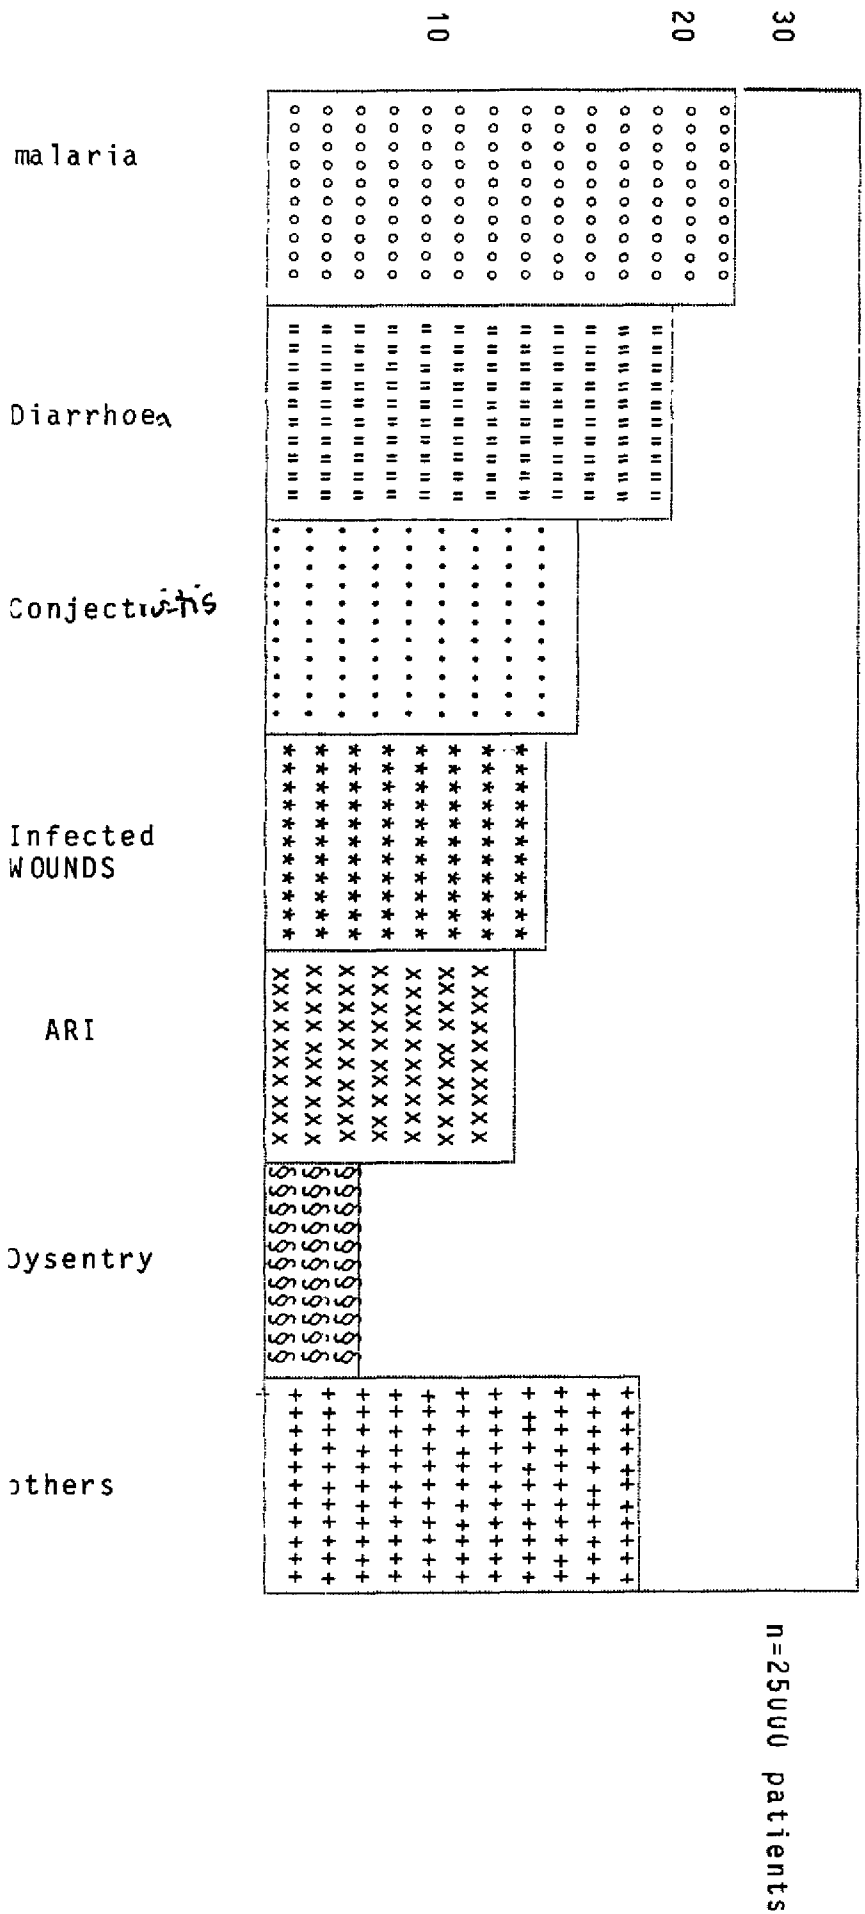 10
20
30
malaria
Diarrhoea
Conjectivitis
Infected
WOUNDS
ARI
Dysentry
others
n=25000 patients